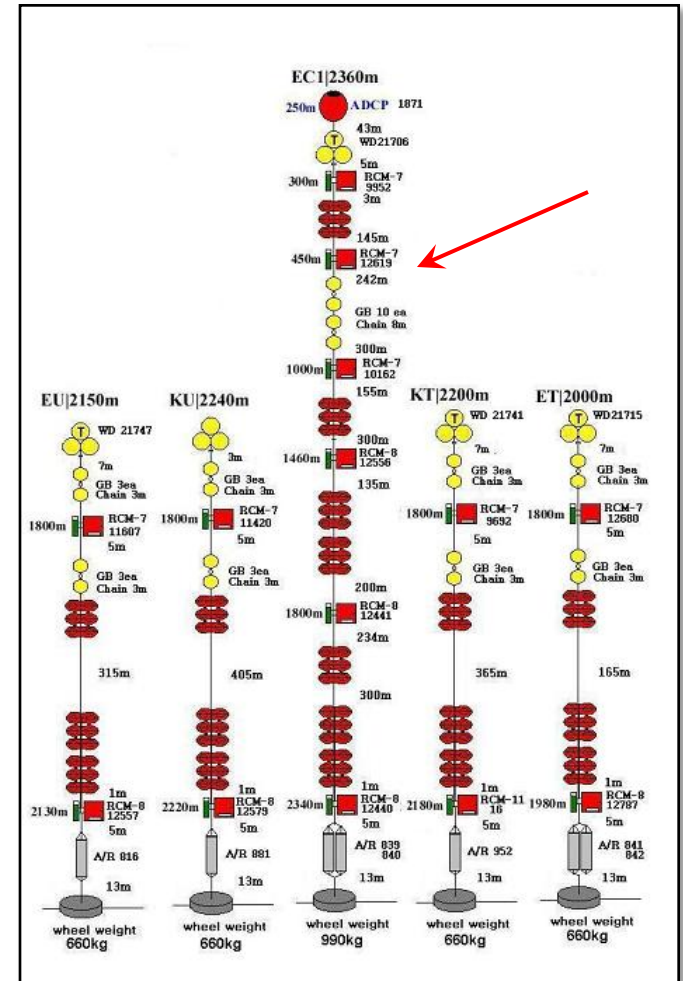 EC1|2360m
250m ADCP 1871
43m
WD21706
5m
300m RCM-7
9952
3m
145m
450m RCM-7
12619
242m
GB 10 ea
Chain 8m
300m
1000m RCM-7
10162
155m
300m
1460m RCM-8
12556
135m
200m
1800m RCM-8
12441
234m
300m
1m
2340m RCM-8
12440
5m
A/R 839
840
13m
wheel weight
990kg
EU|2150m
T WD 21747
7m
GB 3ea
Chain 3m
1800m RCM-7
11607
5m
GB 3ea
Chain 3m
315m
1m
2130m RCM-8
12557
5m
A/R 816
13m
wheel weight
660kg
KU|2240m
3m
GB 3ea
Chain 3m
1800m RCM-7
11420
5m
GB 3ea
Chain 3m
405m
1m
2220m RCM-8
12579
5m
A/R 881
13m
wheel weight
660kg
KT|2200m
T WD 21741
7m
GB 3ea
Chain 3m
1800m RCM-7
9692
5m
GB 3ea
Chain 3m
365m
1m
2180m RCM-11
16
5m
A/R 952
13m
wheel weight
660kg
ET|2000m
T WD21715
7m
GB 3ea
Chain 3m
1800m RCM-7
12680
5m
GB 3ea
Chain 3m
165m
1m
1980m RCM-8
12787
5m
A/R 841
842
13m
wheel weight
660kg